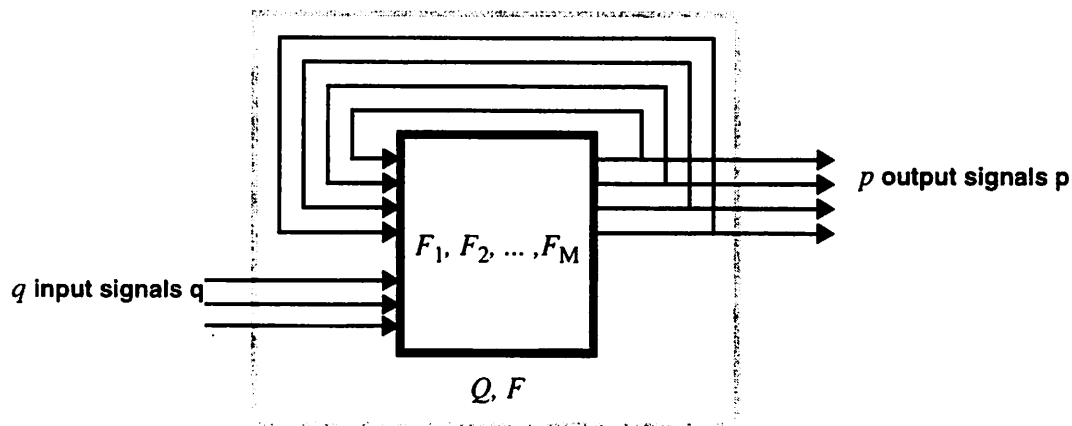 p output signals p
F1, F2, ... ,FM
q input signals q
Q, F